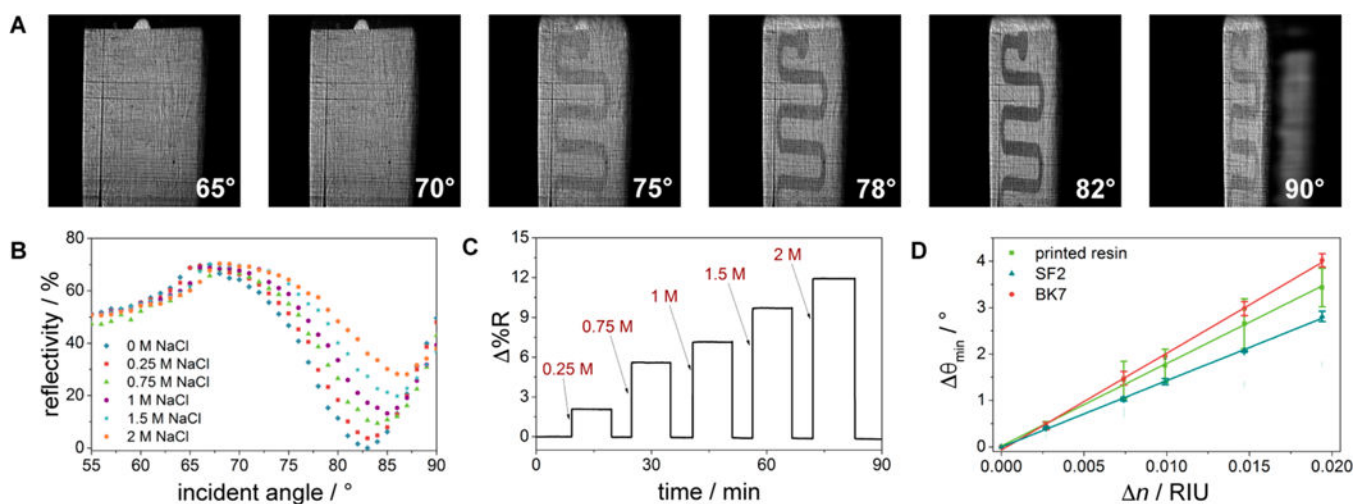 A
65°
70°
75°
78°
82°
90°
B
80
60
40
20
0
reflectivity / %
0 M NaCl
0.25 M NaCl
0.75 M NaCl
1 M NaCl
1.5 M NaCl
2 M NaCl
55 60 65 70 75 80 85 90
incident angle / °
C
15
12
9
6
3
0
Δ%R
0.25 M
0.75 M
1 M
1.5 M
2 M
0 30 60 90
time / min
D
4
3
2
1
0
Δθmin / °
printed resin
SF2
BK7
0.000 0.005 0.010 0.015 0.020
Δn / RIU